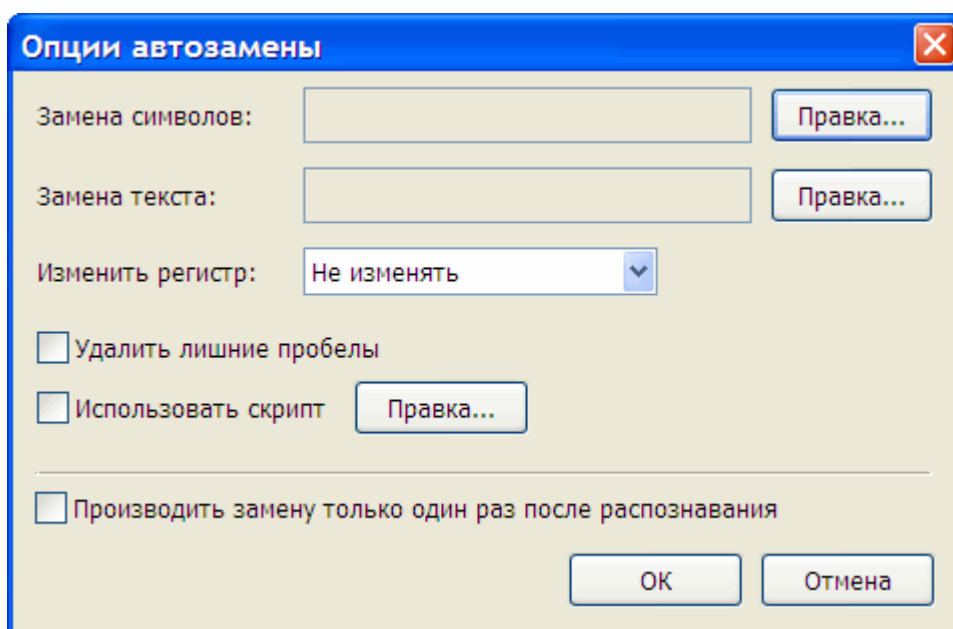 Опции автозамены
Замена символов: Правка...
Замена текста: Правка...
Изменить регистр: Не изменять
Удалить лишние пробелы
Использовать скрипт Правка...
Производить замену только один раз после распознавания
ОК Отмена